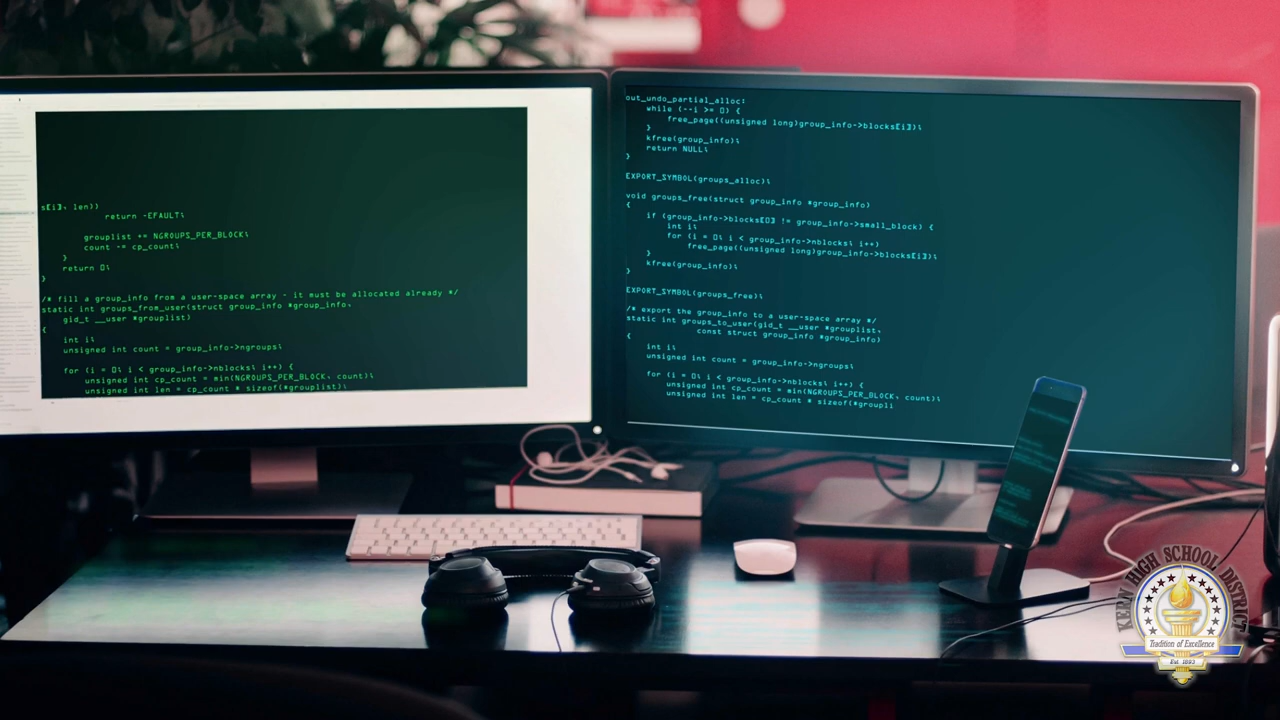 s[i], len))
return -EFAULT;
grouplist += NGROUPS_PER_BLOCK;
count -= cp_count;
}
return 0;
}
/* fill a group_info from a user-space array - it must be allocated already */
static int groups_from_user(struct group_info *group_info,
gid_t __user *grouplist)
{
int i;
unsigned int count = group_info->ngroups;
for (i = 0; i < group_info->nblocks; i++) {
unsigned int cp_count = min(NGROUPS_PER_BLOCK, count);
unsigned int len = cp_count * sizeof(*grouplist);
out_undo_partial_alloc:
while (--i >= 0) {
free_page((unsigned long)group_info->blocks[i]);
}
kfree(group_info);
return NULL;
}
EXPORT_SYMBOL(groups_alloc);
void groups_free(struct group_info *group_info)
{
if (group_info->blocks[0] != group_info->small_block) {
int i;
for (i = 0; i < group_info->nblocks; i++)
free_page((unsigned long)group_info->blocks[i]);
}
kfree(group_info);
}
EXPORT_SYMBOL(groups_free);
/* export the group_info to a user-space array */
static int groups_to_user(gid_t __user *grouplist,
const struct group_info *group_info)
{
int i;
unsigned int count = group_info->ngroups;
for (i = 0; i < group_info->nblocks; i++) {
unsigned int cp_count = min(NGROUPS_PER_BLOCK, count);
unsigned int len = cp_count * sizeof(*groupli
KERN HIGH SCHOOL DISTRICT
Tradition of Excellence
Est. 1893